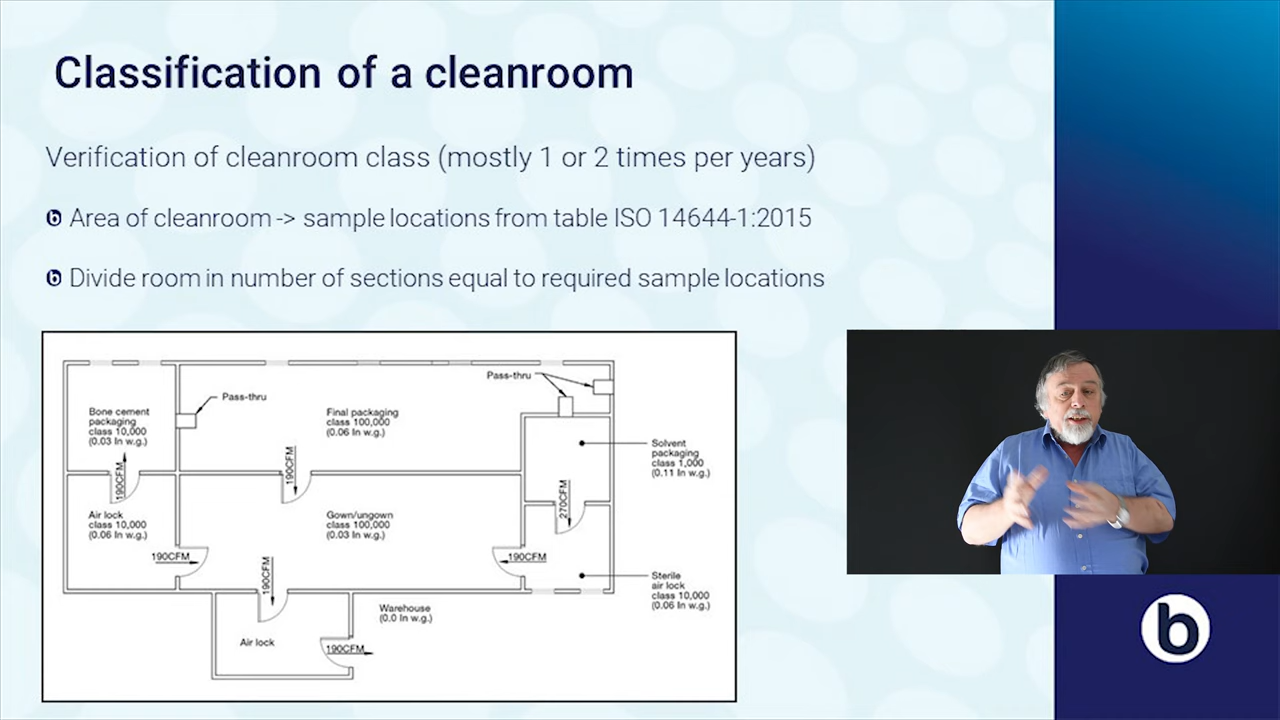 Classification of a cleanroom
Verification of cleanroom class (mostly 1 or 2 times per years)
Area of cleanroom -> sample locations from table ISO 14644-1:2015
Divide room in number of sections equal to required sample locations
Pass-thru
Pass-thru
Bone cement
packaging
class 10,000
(0.03 In w.g.)
Final packaging
class 100,000
(0.06 In w.g.)
Solvent
packaging
class 1,000
(0.11 In w.g.)
190CFM
190CFM
270CFM
Air lock
class 10,000
(0.06 In w.g.)
Gown/ungown
class 100,000
(0.03 In w.g.)
190CFM
190CFM
190CFM
Sterile
air lock
class 10,000
(0.06 In w.g.)
Warehouse
(0.0 In w.g.)
Air lock
190CFM
b